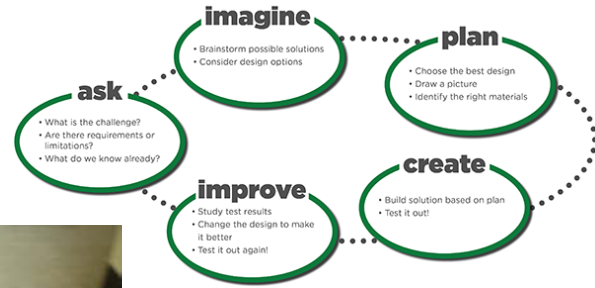 ask
• What is the challenge?
• Are there requirements or
limitations?
• What do we know already?
imagine
• Brainstorm possible solutions
• Consider design options
plan
• Choose the best design
• Draw a picture
• Identify the right materials
create
• Build solution based on plan
• Test it out!
improve
• Study test results
• Change the design to make
it better
• Test it out again!